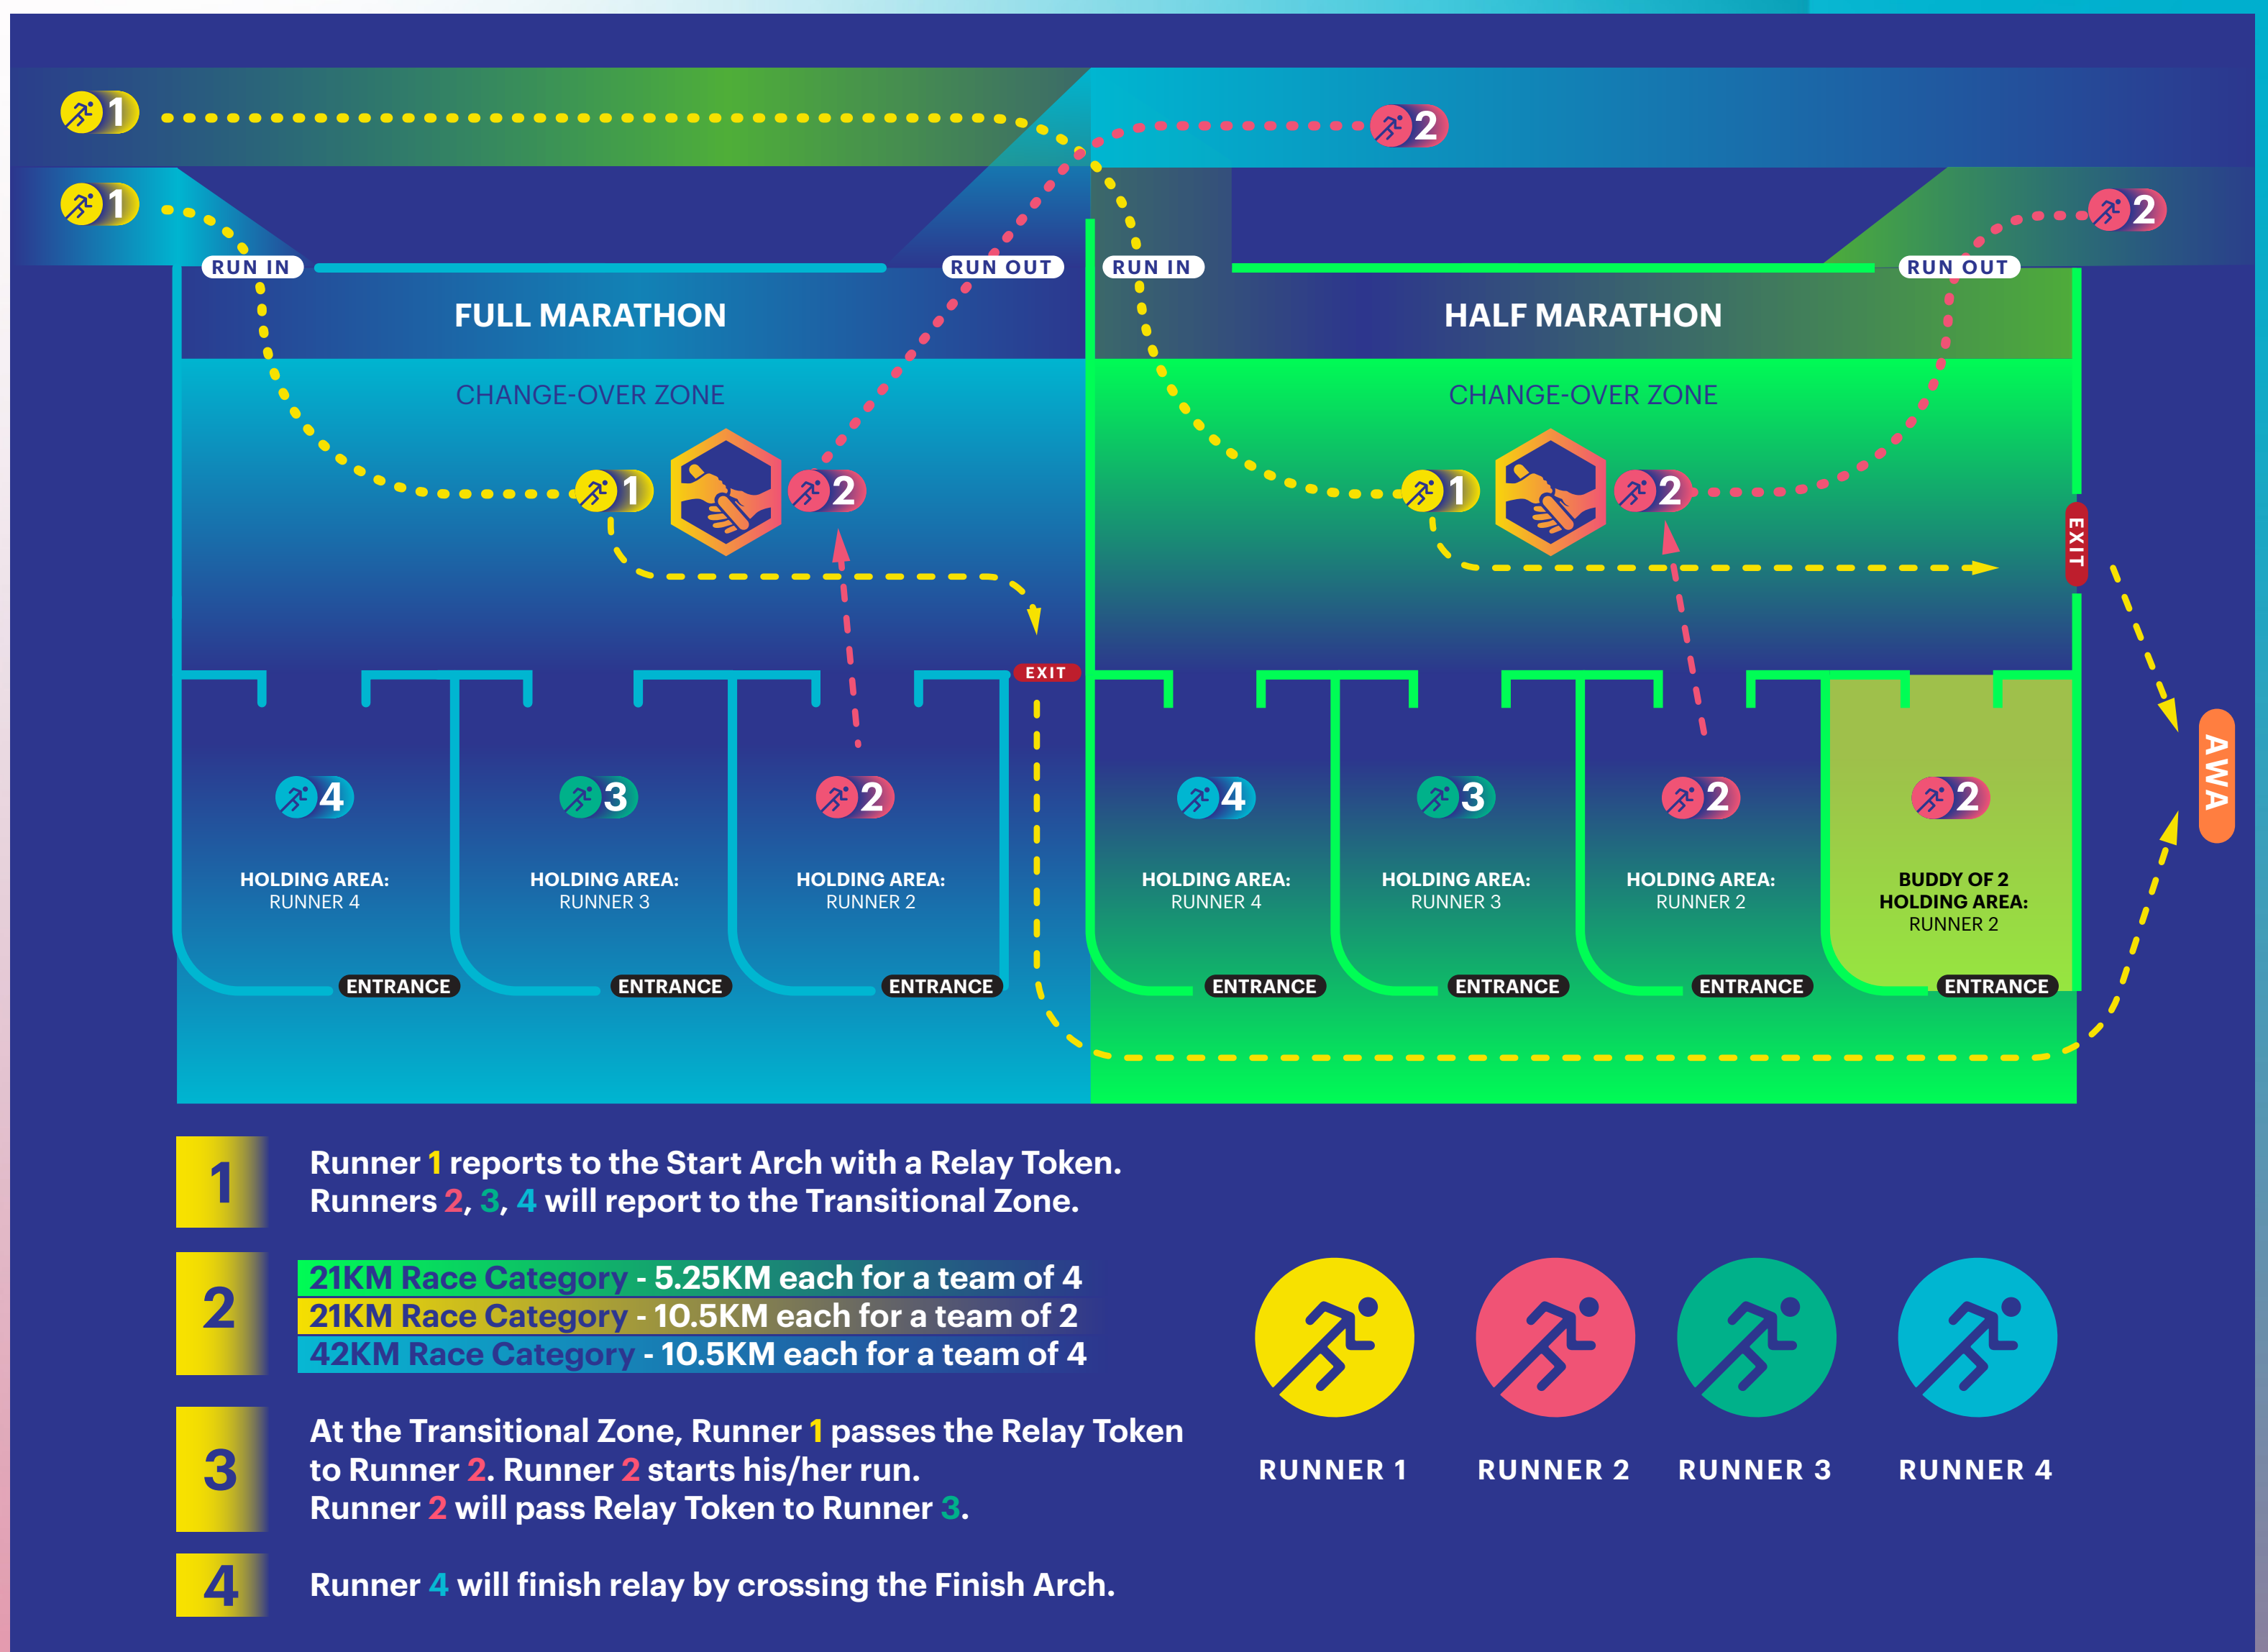 1
2
1
2
RUN IN
RUN OUT
RUN IN
RUN OUT
FULL MARATHON
HALF MARATHON
CHANGE-OVER ZONE
CHANGE-OVER ZONE
1
2
1
2
EXIT
EXIT
AWA
4
3
2
4
3
2
2
HOLDING AREA:
RUNNER 4
HOLDING AREA:
RUNNER 3
HOLDING AREA:
RUNNER 2
HOLDING AREA:
RUNNER 4
HOLDING AREA:
RUNNER 3
HOLDING AREA:
RUNNER 2
BUDDY OF 2
HOLDING AREA:
RUNNER 2
ENTRANCE
ENTRANCE
ENTRANCE
ENTRANCE
ENTRANCE
ENTRANCE
ENTRANCE
1
Runner 1 reports to the Start Arch with a Relay Token.
Runners 2, 3, 4 will report to the Transitional Zone.
2
21KM Race Category - 5.25KM each for a team of 4
21KM Race Category - 10.5KM each for a team of 2
42KM Race Category - 10.5KM each for a team of 4
3
At the Transitional Zone, Runner 1 passes the Relay Token
to Runner 2. Runner 2 starts his/her run.
Runner 2 will pass Relay Token to Runner 3.
4
Runner 4 will finish relay by crossing the Finish Arch.
RUNNER 1
RUNNER 2
RUNNER 3
RUNNER 4